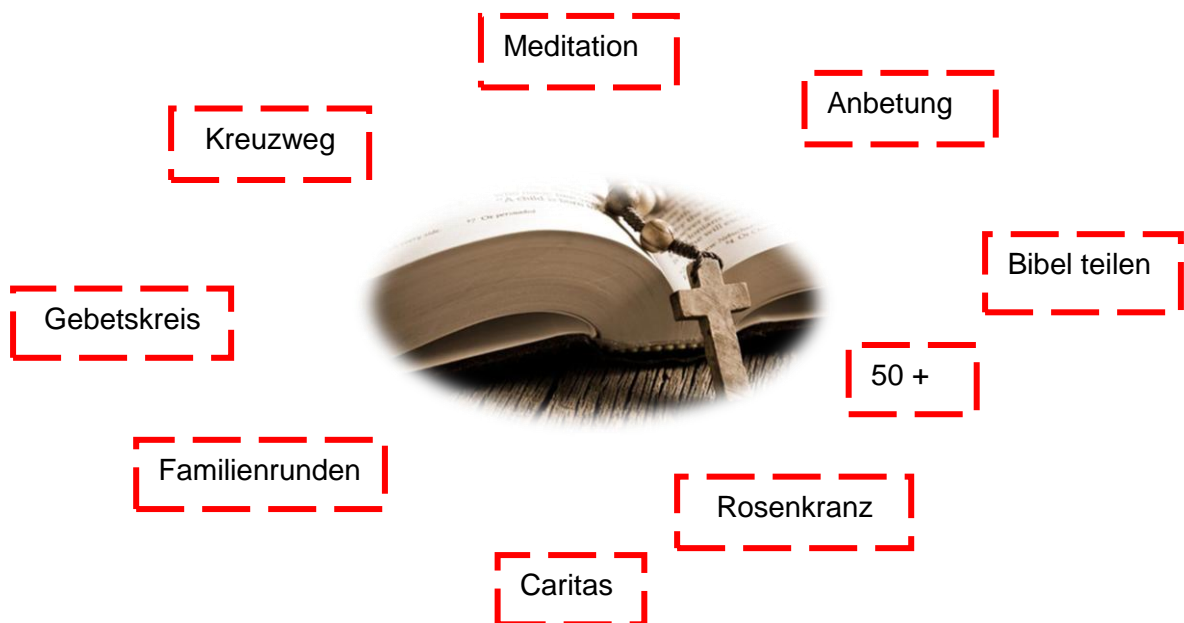 Meditation
Anbetung
Kreuzweg
Bibel teilen
Gebetskreis
50 +
Familienrunden
Rosenkranz
Caritas